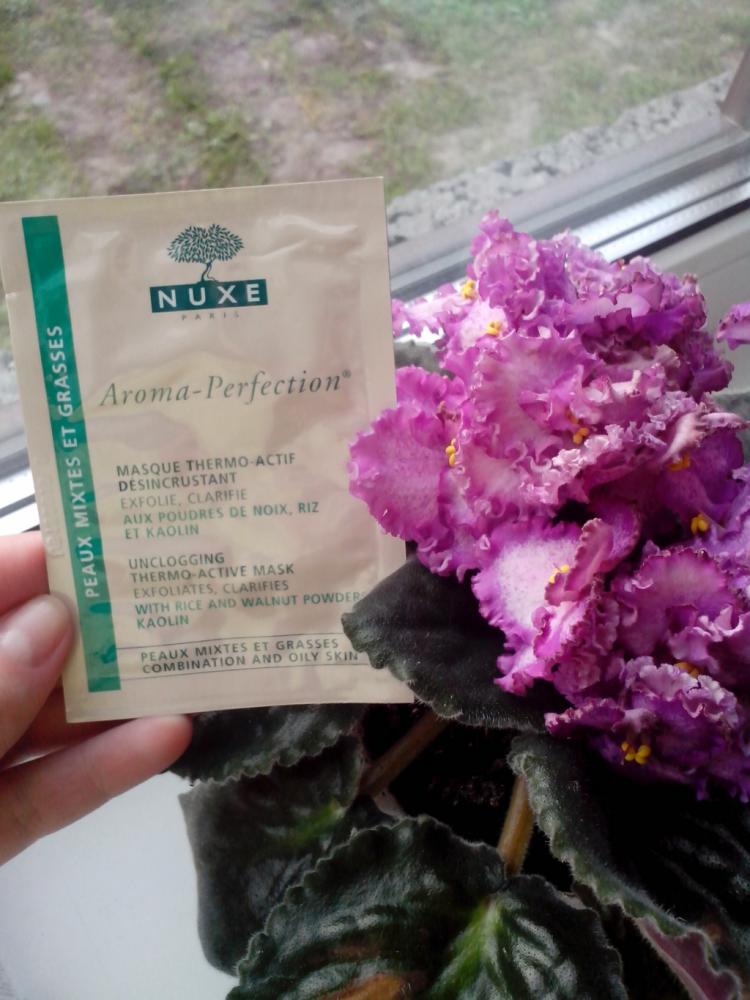 NUXE
PARIS
Aroma-Perfection®
PEAUX MIXTES ET GRASSES
MASQUE THERMO-ACTIF
DÉSINCRUSTANT
EXFOLIE, CLARIFIE
AUX POUDRES DE NOIX, RIZ
ET KAOLIN
UNCLOGGING
THERMO-ACTIVE MASK
EXFOLIATES, CLARIFIES
WITH RICE AND WALNUT POWDERS
KAOLIN
PEAUX MIXTES ET GRASSES
COMBINATION AND OILY SKIN